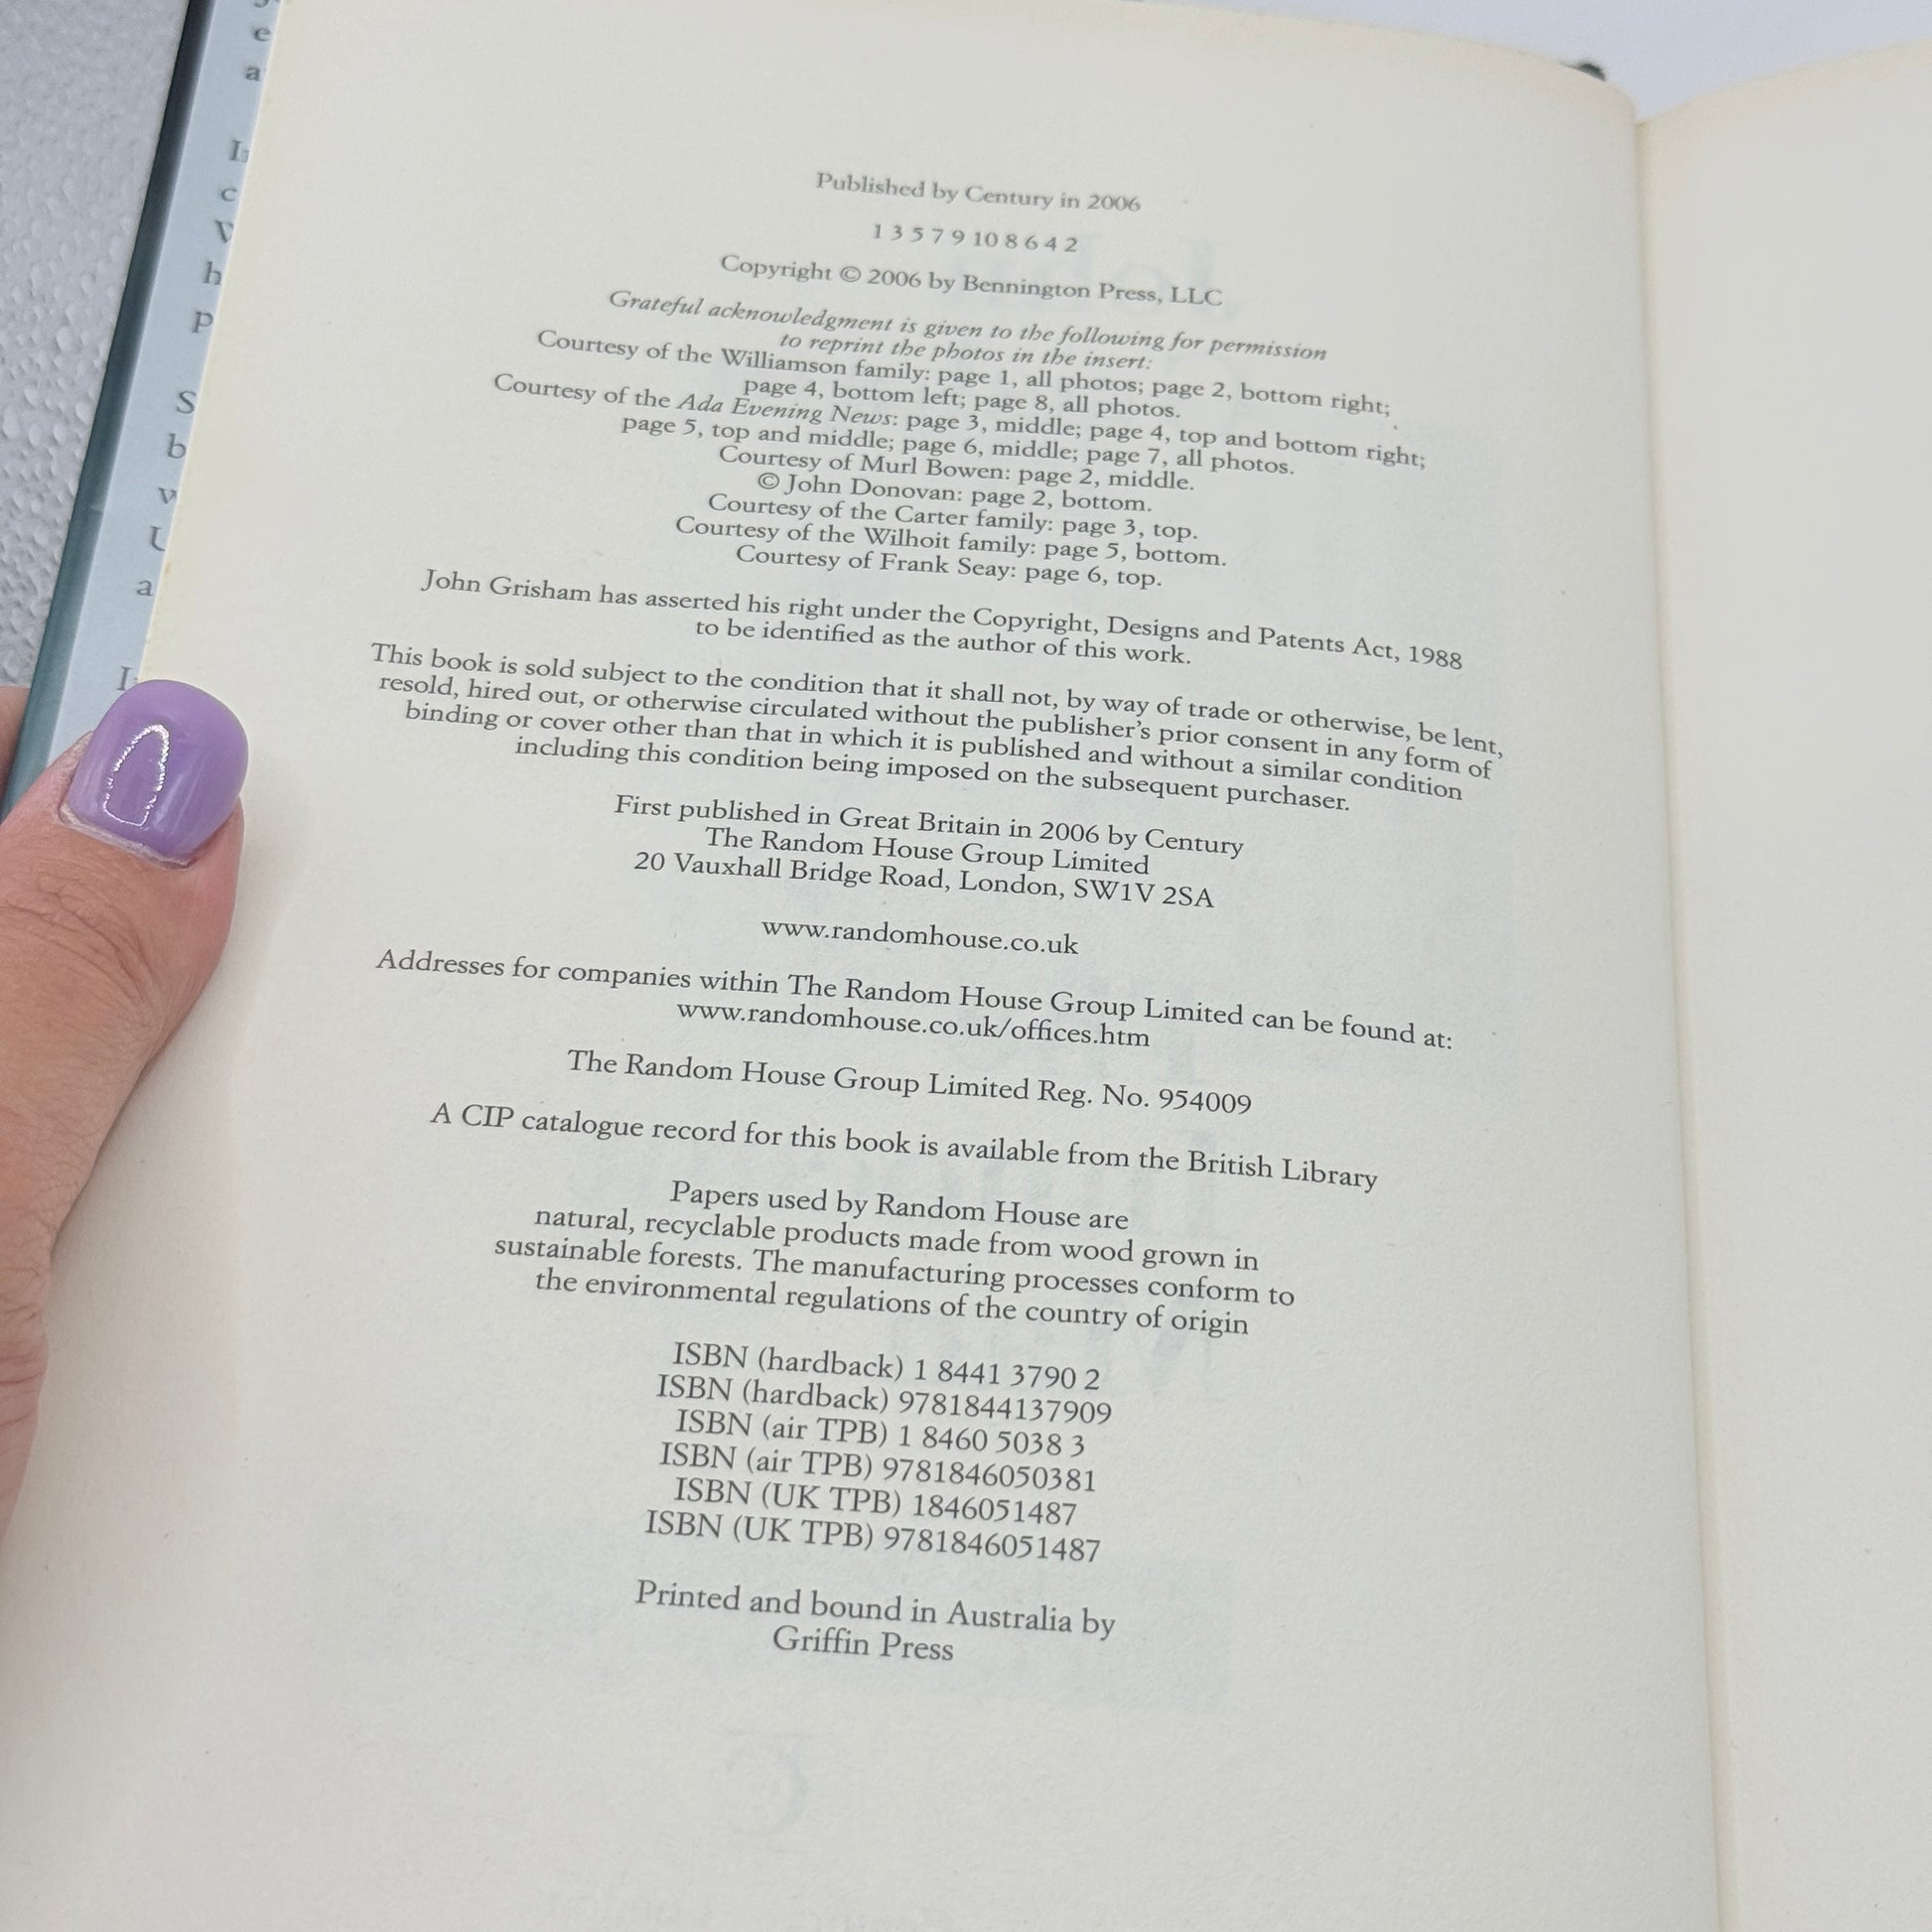 Published by Century in 2006
1 3 5 7 9 10 8 6 4 2
Copyright © 2006 by Bennington Press, LLC
Grateful acknowledgment is given to the following for permission
to reprint the photos in the insert:
Courtesy of the Williamson family: page 1, all photos; page 2, bottom right;
page 4, bottom left; page 8, all photos.
Courtesy of the Ada Evening News: page 3, middle; page 4, top and bottom right;
page 5, top and middle; page 6, middle; page 7, all photos.
Courtesy of Murl Bowen: page 2, middle.
© John Donovan: page 2, bottom.
Courtesy of the Carter family: page 3, top.
Courtesy of the Wilhoit family: page 5, bottom.
Courtesy of Frank Seay: page 6, top.
John Grisham has asserted his right under the Copyright, Designs and Patents Act, 1988
to be identified as the author of this work.
This book is sold subject to the condition that it shall not, by way of trade or otherwise, be lent,
resold, hired out, or otherwise circulated without the publisher's prior consent in any form of
binding or cover other than that in which it is published and without a similar condition
including this condition being imposed on the subsequent purchaser.
First published in Great Britain in 2006 by Century
The Random House Group Limited
20 Vauxhall Bridge Road, London, SW1V 2SA
www.randomhouse.co.uk
Addresses for companies within The Random House Group Limited can be found at:
www.randomhouse.co.uk/offices.htm
The Random House Group Limited Reg. No. 954009
A CIP catalogue record for this book is available from the British Library
Papers used by Random House are
natural, recyclable products made from wood grown in
sustainable forests. The manufacturing processes conform to
the environmental regulations of the country of origin
ISBN (hardback) 1 8441 3790 2
ISBN (hardback) 9781844137909
ISBN (air TPB) 1 8460 5038 3
ISBN (air TPB) 9781846050381
ISBN (UK TPB) 1846051487
ISBN (UK TPB) 9781846051487
Printed and bound in Australia by
Griffin Press